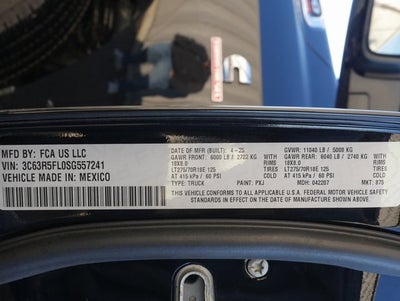 MFD BY: FCA US LLC
VIN: 3C63R5FL0SG557241
VEHICLE MADE IN: MEXICO
DATE OF MFR (BUILT): 4-25 GVWR: 11040 LB / 5008 KG
GAWR FRONT: 6000 LB / 2722 KG WITH GAWR REAR: 6040 LB / 2740 KG WITH
18X8.0 RIMS 18X8.0 RIMS
LT275/70R18E 125 TIRES LT275/70R18E 125 TIRES
AT 415 kPa / 60 PSI COLD AT 415 kPa / 60 PSI COLD
TYPE: TRUCK PAINT: PXJ MDH: 042207 MKT: 875
THIS VEHICLE CONFORMS TO ALL APPLICABLE U.S.A. FEDERAL MOTOR VEHICLE SAFETY
STANDARDS IN EFFECT ON THE DATE OF MANUFACTURE SHOWN ABOVE